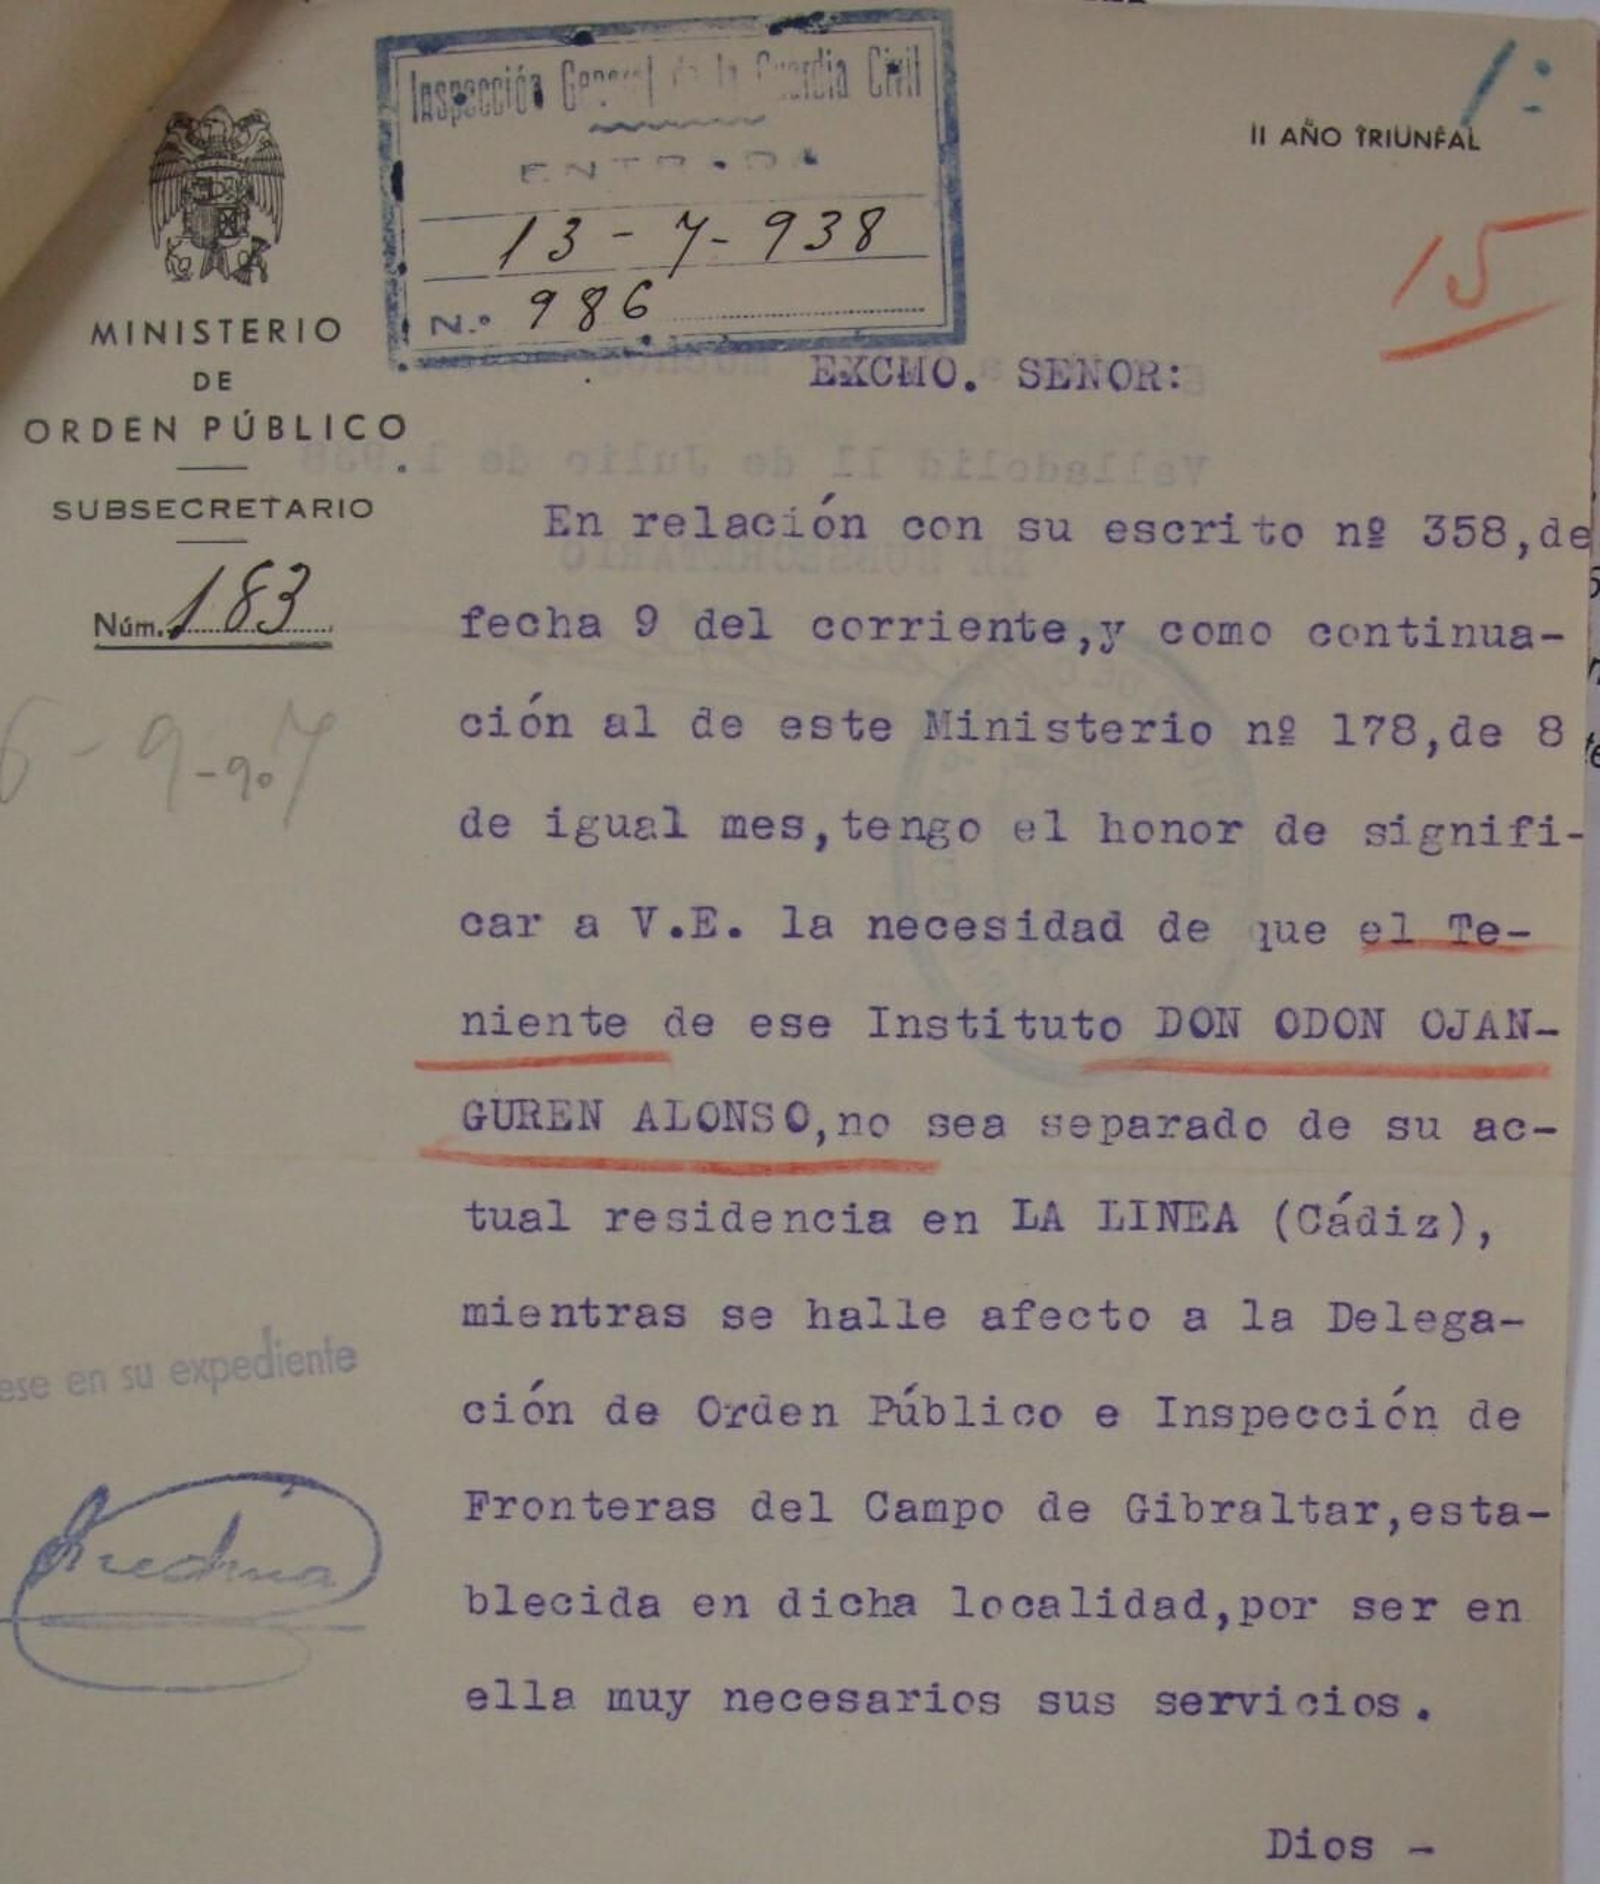 Inspección General de la Guardia Civil
ENTRADA
13-7-938
N.º 986
1:
II AÑO TRIUNFAL
15
MINISTERIO
DE
ORDEN PÚBLICO
SUBSECRETARIO
Núm. 183
EXCMO. SEÑOR:
En relación con su escrito nº 358,de
fecha 9 del corriente,y como continua-
ción al de este Ministerio nº 178,de 8
de igual mes,tengo el honor de signifi-
car a V.E. la necesidad de que el Te-
niente de ese Instituto DON ODON OJAN-
GUREN ALONSO,no sea separado de su ac-
tual residencia en LA LINEA (Cádiz),
mientras se halle afecto a la Delega-
ción de Orden Público e Inspección de
Fronteras del Campo de Gibraltar,esta-
blecida en dicha localidad,por ser en
ella muy necesarios sus servicios.
Dios -
ese en su expediente